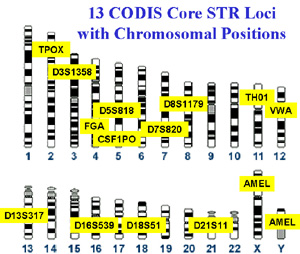 13 CODIS Core STR Loci
with Chromosomal Positions
TPOX
D3S1358
D8S1179
TH01
D5S818
VWA
FGA
D7S820
CSF1PO
1 2 3 4 5 6 7 8 9 10 11 12
AMEL
D13S317
D16S539 D18S51 D21S11
AMEL
13 14 15 16 17 18 19 20 21 22 X Y